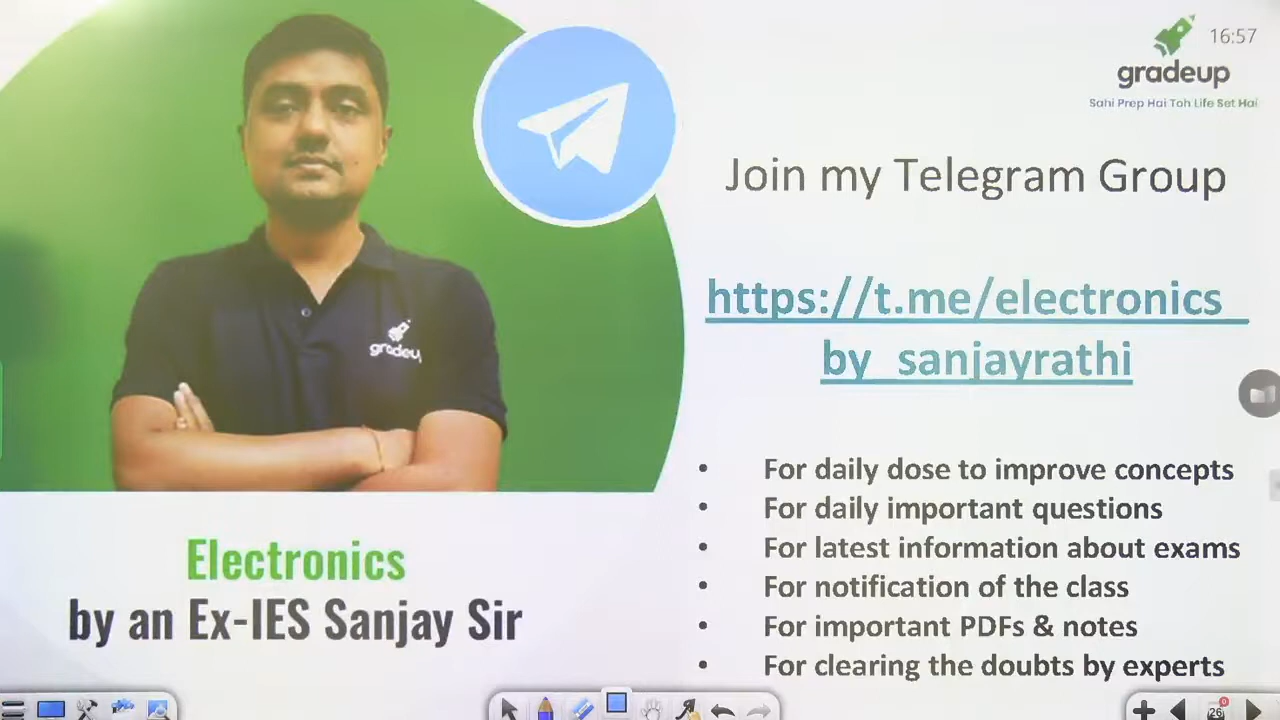 16:57
gradeup
Sahi Prep Hai Toh Life Set Hai
Join my Telegram Group
https://t.me/electronics_
by_sanjayrathi
gradeup
• For daily dose to improve concepts
• For daily important questions
• For latest information about exams
• For notification of the class
• For important PDFs & notes
• For clearing the doubts by experts
Electronics
by an Ex-IES Sanjay Sir
26